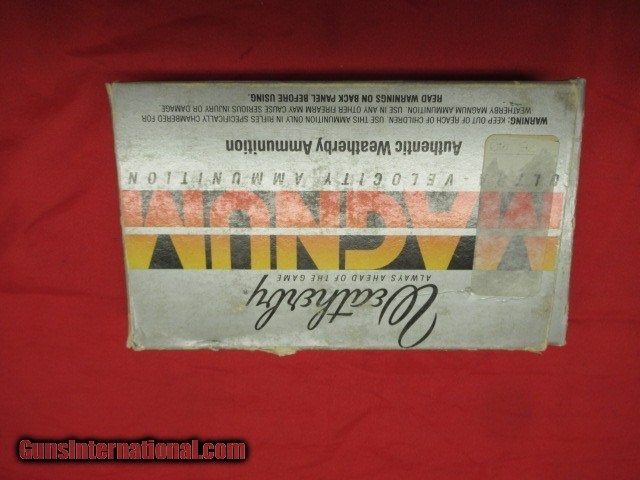 Weatherby®
ALWAYS AHEAD OF THE GAME
MAGNUM
ULTRA-VELOCITY AMMUNITION
Authentic Weatherby Ammunition
WARNING: KEEP OUT OF REACH OF CHILDREN. USE THIS AMMUNITION ONLY IN RIFLES SPECIFICALLY CHAMBERED FOR
WEATHERBY MAGNUM AMMUNITION. USE IN ANY OTHER FIREARM MAY CAUSE SERIOUS INJURY OR DAMAGE
READ WARNINGS ON BACK PANEL BEFORE USING.
GunsInternational.com